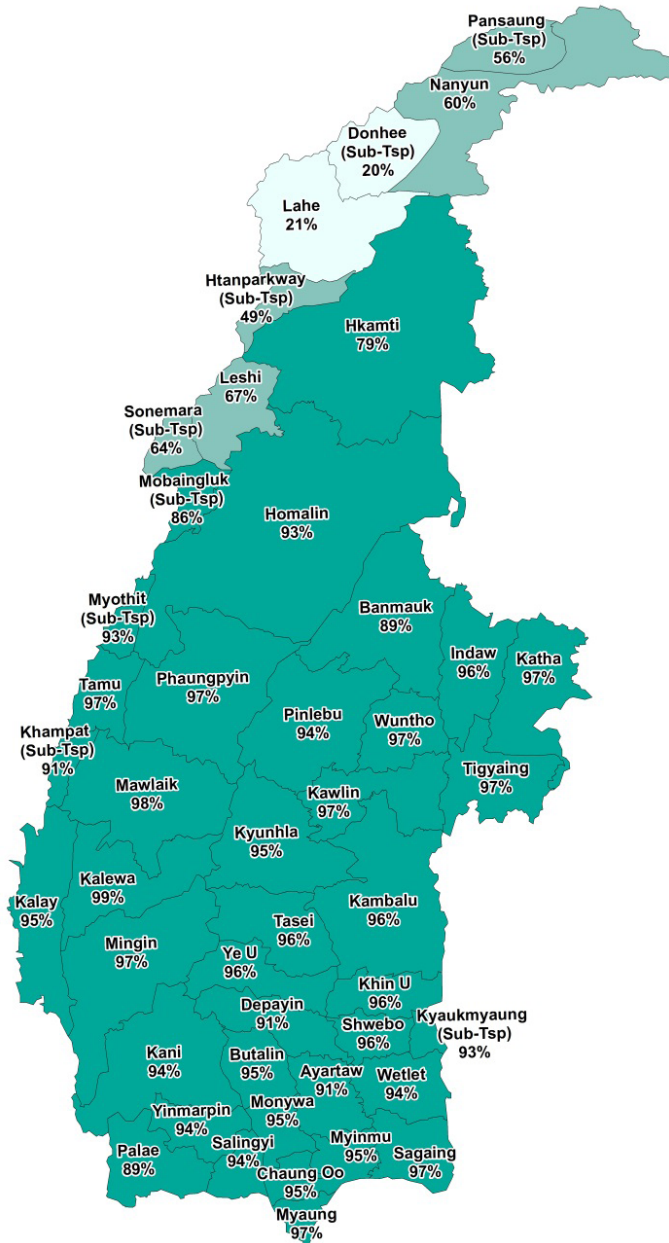 Pansaung
(Sub-Tsp)
56%
Nanyun
60%
Donhee
(Sub-Tsp)
20%
Lahe
21%
Htanparkway
(Sub-Tsp)
49%
Hkamti
79%
Leshi
67%
Sonemara
(Sub-Tsp)
64%
Mobaingluk
(Sub-Tsp)
86%
Homalin
93%
Banmauk
89%
Myothit
(Sub-Tsp)
93%
Indaw
96%
Katha
97%
Tamu
97%
Phaungpyin
97%
Pinlebu
94%
Wuntho
97%
Khampat
(Sub-Tsp)
91%
Mawlaik
98%
Kawlin
97%
Tigyaing
97%
Kyunhla
95%
Kalay
95%
Kalewa
99%
Kambalu
96%
Tasei
96%
Mingin
97%
Ye U
96%
Khin U
96%
Depayin
91%
Shwebo
96%
Kyaukmyaung
(Sub-Tsp)
93%
Kani
94%
Butalin
95%
Ayartaw
91%
Wetlet
94%
Monywa
95%
Yinmarpin
94%
Salingyi
94%
Myinmu
95%
Sagaing
97%
Palae
89%
Chaung Oo
95%
Myaung
97%